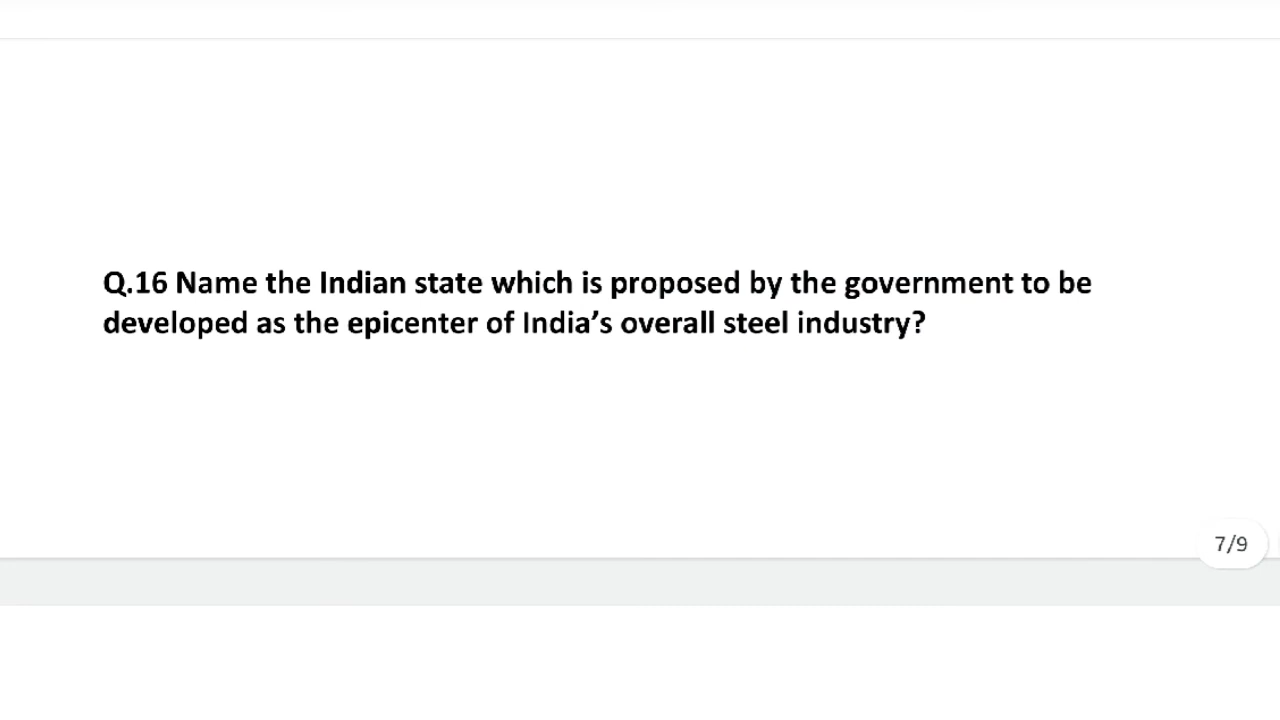 Q.16 Name the Indian state which is proposed by the government to be
developed as the epicenter of India’s overall steel industry?
7/9